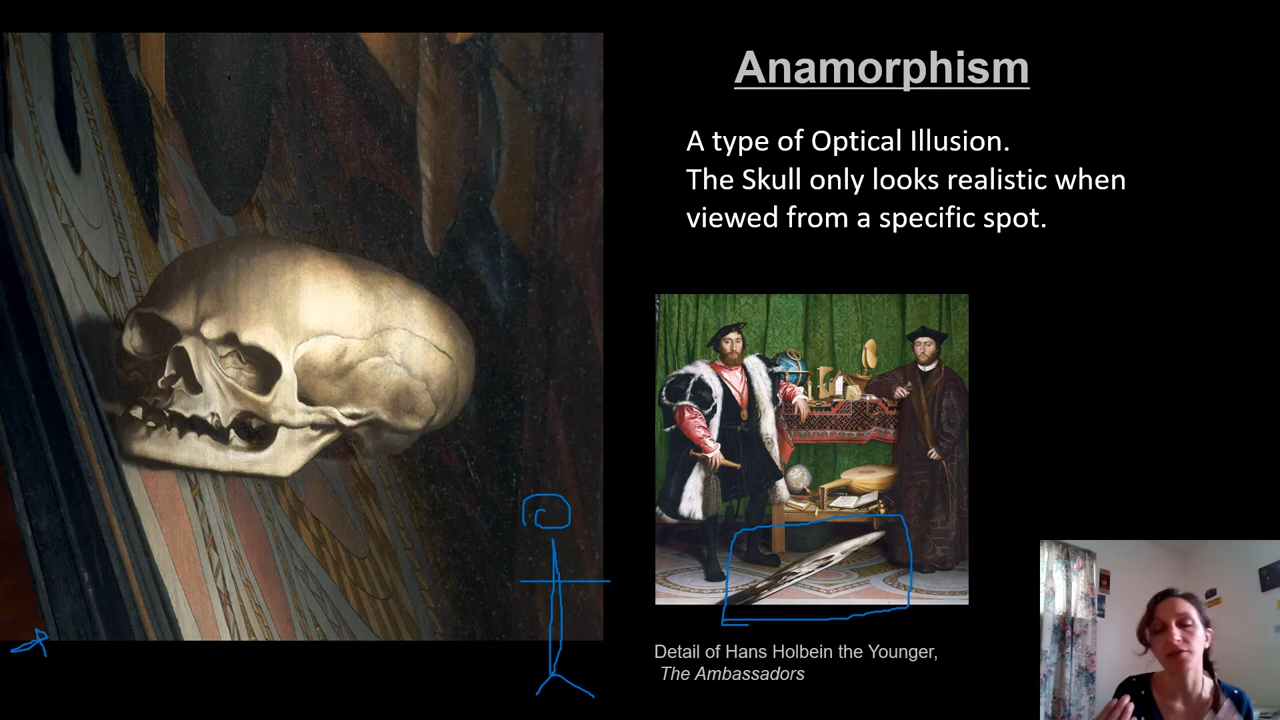 Anamorphism
A type of Optical Illusion.
The Skull only looks realistic when
viewed from a specific spot.
Detail of Hans Holbein the Younger,
The Ambassadors